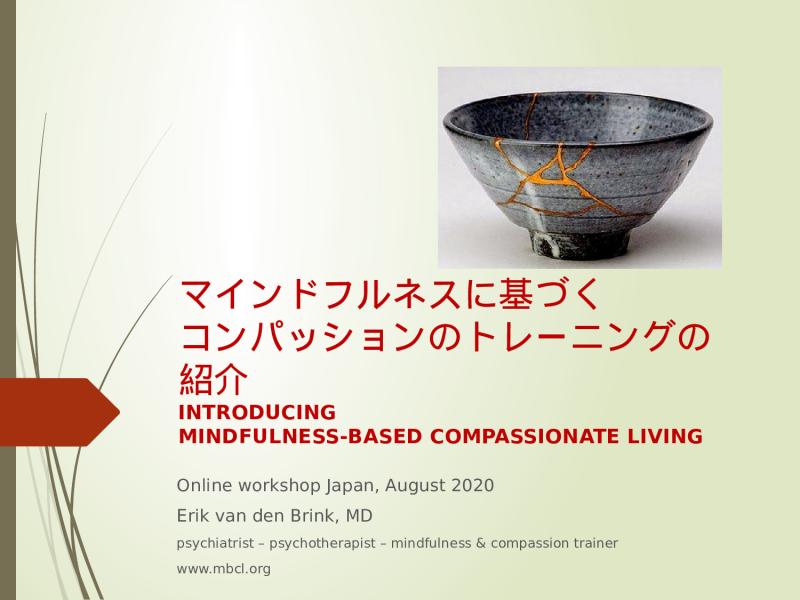 マインドフルネスに基づく
コンパッションのトレーニングの
紹介
INTRODUCING
MINDFULNESS-BASED COMPASSIONATE LIVING
Online workshop Japan, August 2020
Erik van den Brink, MD
psychiatrist – psychotherapist – mindfulness & compassion trainer
www.mbcl.org